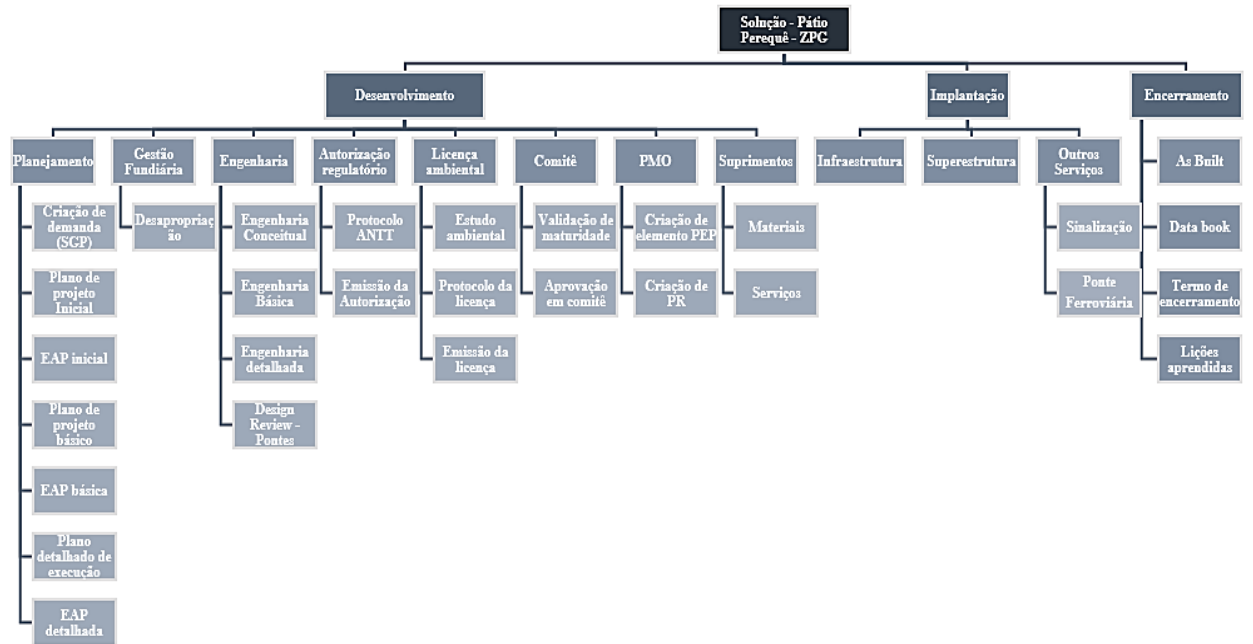 Solução - Pátio
Perequê - ZPG
Desenvolvimento
Implantação
Encerramento
Planejamento
Gestão
Fundiária
Engenharia
Autorização
regulatório
Licença
ambiental
Comitê
PMO
Suprimentos
Infraestrutura
Superestrutura
Outros
Serviços
As Built
Criação de
demanda
(SGP)
Desapropriaç
ão
Engenharia
Conceitual
Protocolo
ANTT
Estudo
ambiental
Validação de
maturidade
Criação de
elemento PEP
Materiais
Sinalização
Data book
Plano de
projeto
Inicial
Engenharia
Básica
Emissão da
Autorização
Protocolo da
licença
Aprovação
em comitê
Criação de
PR
Serviços
Ponte
Ferroviária
Termo de
encerramento
EAP inicial
Engenharia
detalhada
Emissão da
licença
Lições
aprendidas
Plano de
projeto
básico
Design
Review -
Pontes
EAP básica
Plano
detalhado de
execução
EAP
detalhada